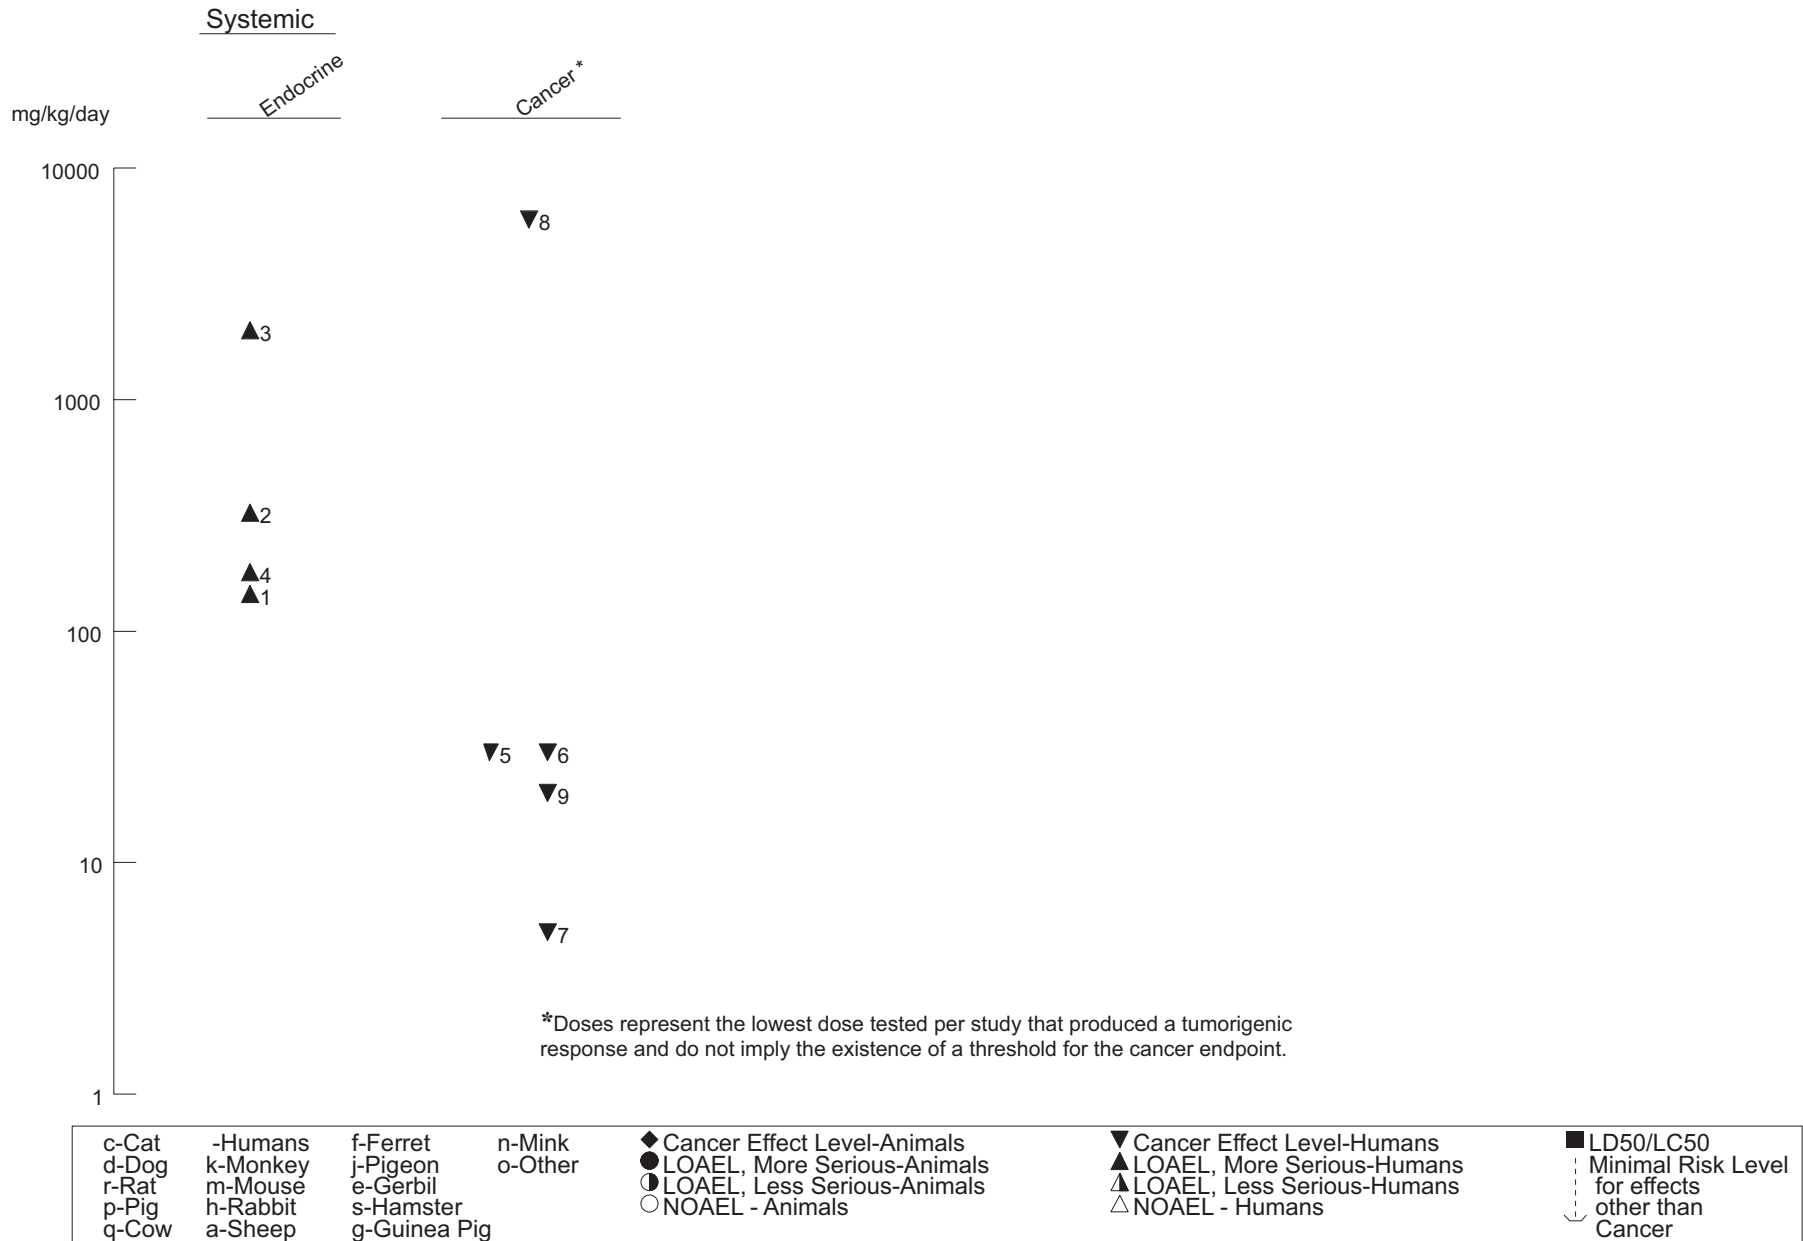 Systemic
Endocrine
Cancer*
mg/kg/day
10000
8
3
1000
2
4
1
100
5
6
9
10
7
*Doses represent the lowest dose tested per study that produced a tumorigenic
response and do not imply the existence of a threshold for the cancer endpoint.
1
c-Cat -Humans f-Ferret n-Mink Cancer Effect Level-Animals Cancer Effect Level-Humans LD50/LC50
d-Dog k-Monkey j-Pigeon o-Other LOAEL, More Serious-Animals LOAEL, More Serious-Humans Minimal Risk Level
r-Rat m-Mouse e-Gerbil LOAEL, Less Serious-Animals LOAEL, Less Serious-Humans for effects
p-Pig h-Rabbit s-Hamster NOAEL - Animals NOAEL - Humans other than
q-Cow a-Sheep g-Guinea Pig Cancer